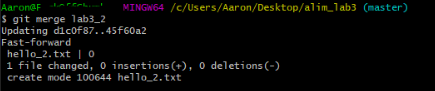 Aaron@F MINGW64 /c/Users/Aaron/Desktop/alim_lab3 (master)
$ git merge lab3_2
Updating d1c0f87..45f60a2
Fast-forward
 hello_2.txt | 0
 1 file changed, 0 insertions(+), 0 deletions(-)
 create mode 100644 hello_2.txt